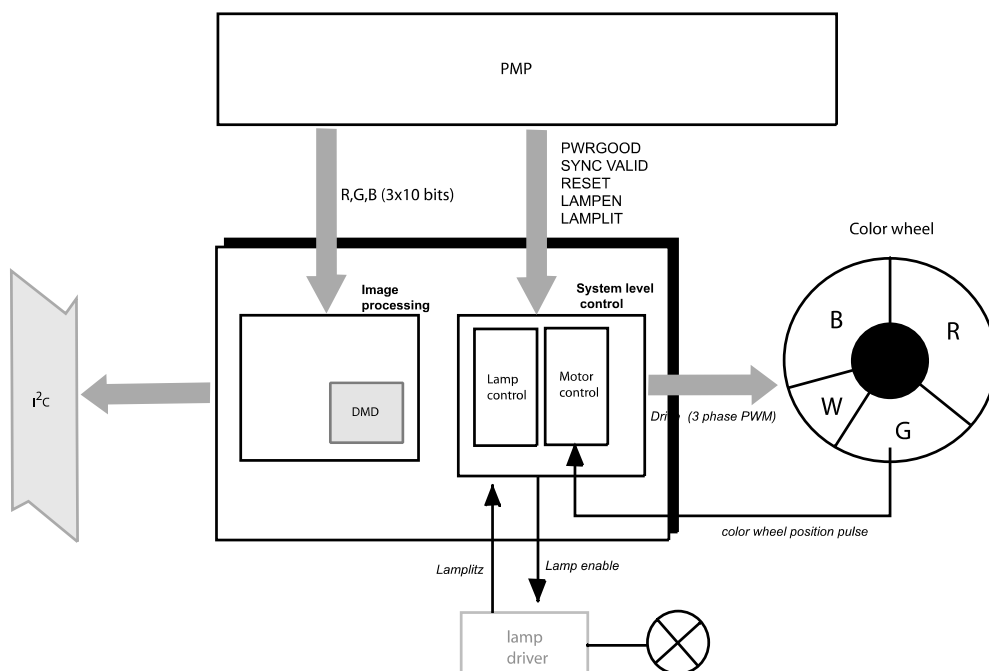 PMP
PWRGOOD
SYNC VALID
RESET
LAMPEN
LAMPLIT
R,G,B (3x10 bits)
Color wheel
Image
processing
System level
control
B
R
W
G
Lamp
control
Motor
control
DMD
I²C
Drive (3 phase PWM)
color wheel position pulse
Lamplitz
Lamp enable
lamp
driver